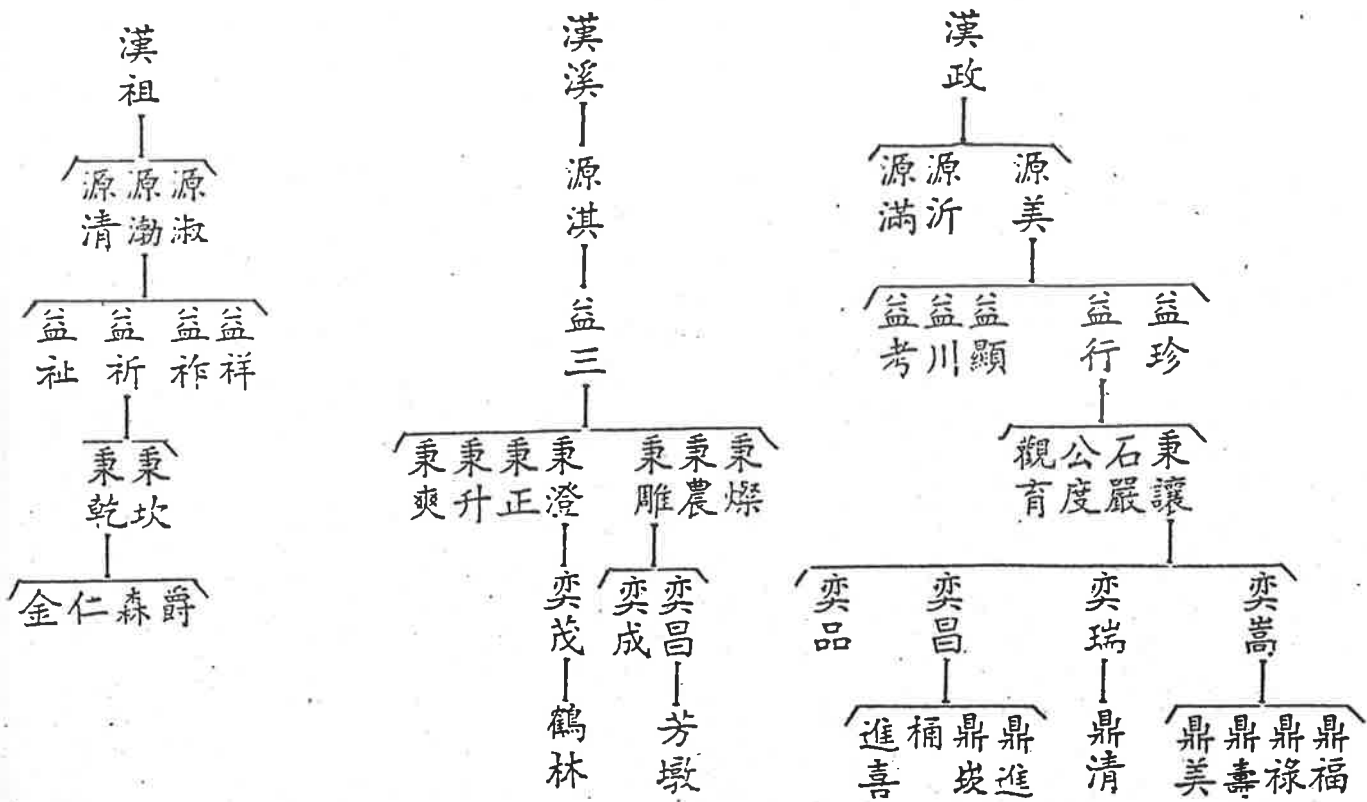 漢政
源美
源沂
源滿
益珍
益行
益顯
益川
益考
秉讓
石嚴
公度
觀育
奕嵩
奕瑞
奕昌
奕品
鼎福
鼎祿
鼎壽
鼎美
鼎清
鼎進
鼎崁
桶
進喜
漢溪
源淇
益三
秉燦
秉農
秉雕
秉澄
秉正
秉升
秉爽
奕昌
奕成
奕茂
芳墩
鶴林
漢祖
源淑
源渤
源清
益祥
益祚
益祈
益祉
秉坎
秉乾
爵
森
仁
金